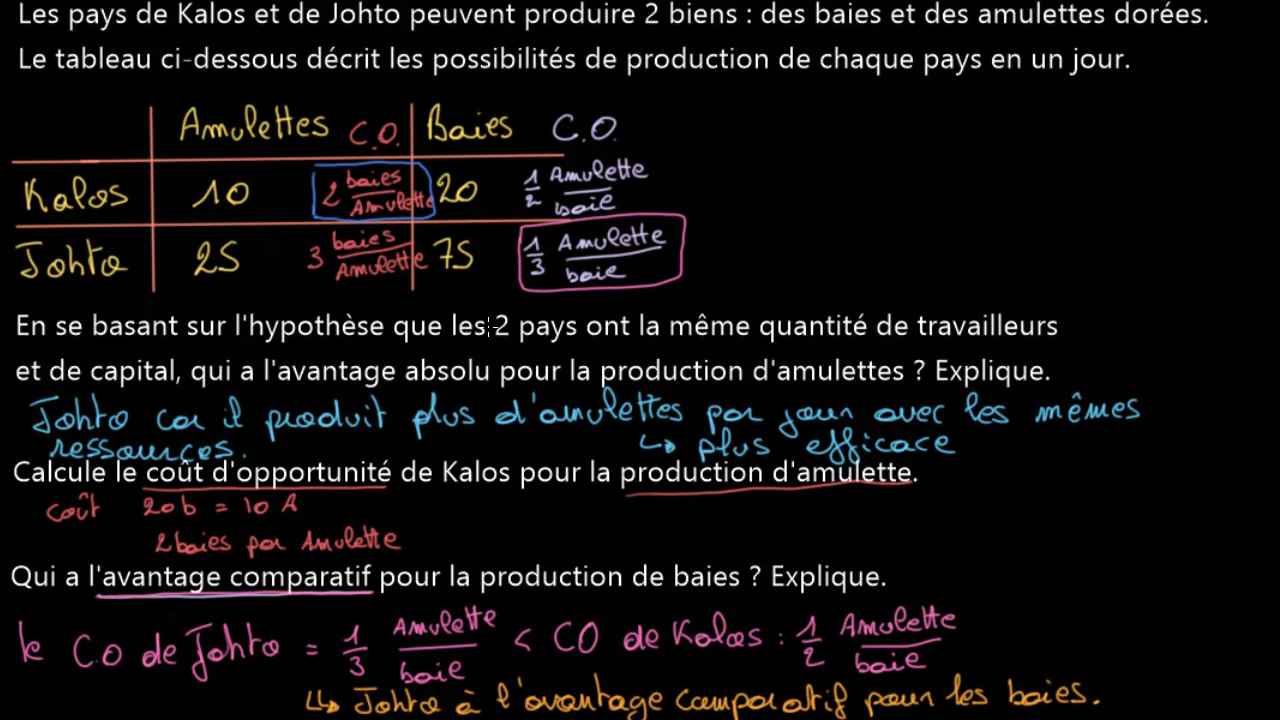 Les pays de Kalos et de Johto peuvent produire 2 biens : des baies et des amulettes dorées.
Le tableau ci-dessous décrit les possibilités de production de chaque pays en un jour.
Amulettes C.O. Baies C.O.
Kalos 10 2 baies/Amulette 20 1/2 Amulette/baie
Johto 25 3 baies/Amulette 75 1/3 Amulette/baie
En se basant sur l'hypothèse que les 2 pays ont la même quantité de travailleurs
et de capital, qui a l'avantage absolu pour la production d'amulettes ? Explique.
Johto car il produit plus d'amulettes par jour avec les mêmes
ressources. ↳ plus efficace
Calcule le coût d'opportunité de Kalos pour la production d'amulette.
coût 20b = 10 A
2 baies par Amulette
Qui a l'avantage comparatif pour la production de baies ? Explique.
le C.O de Johto = 1/3 Amulette/baie < CO de Kalos : 1/2 Amulette/baie
↳ Johto à l'avantage comparatif pour les baies.